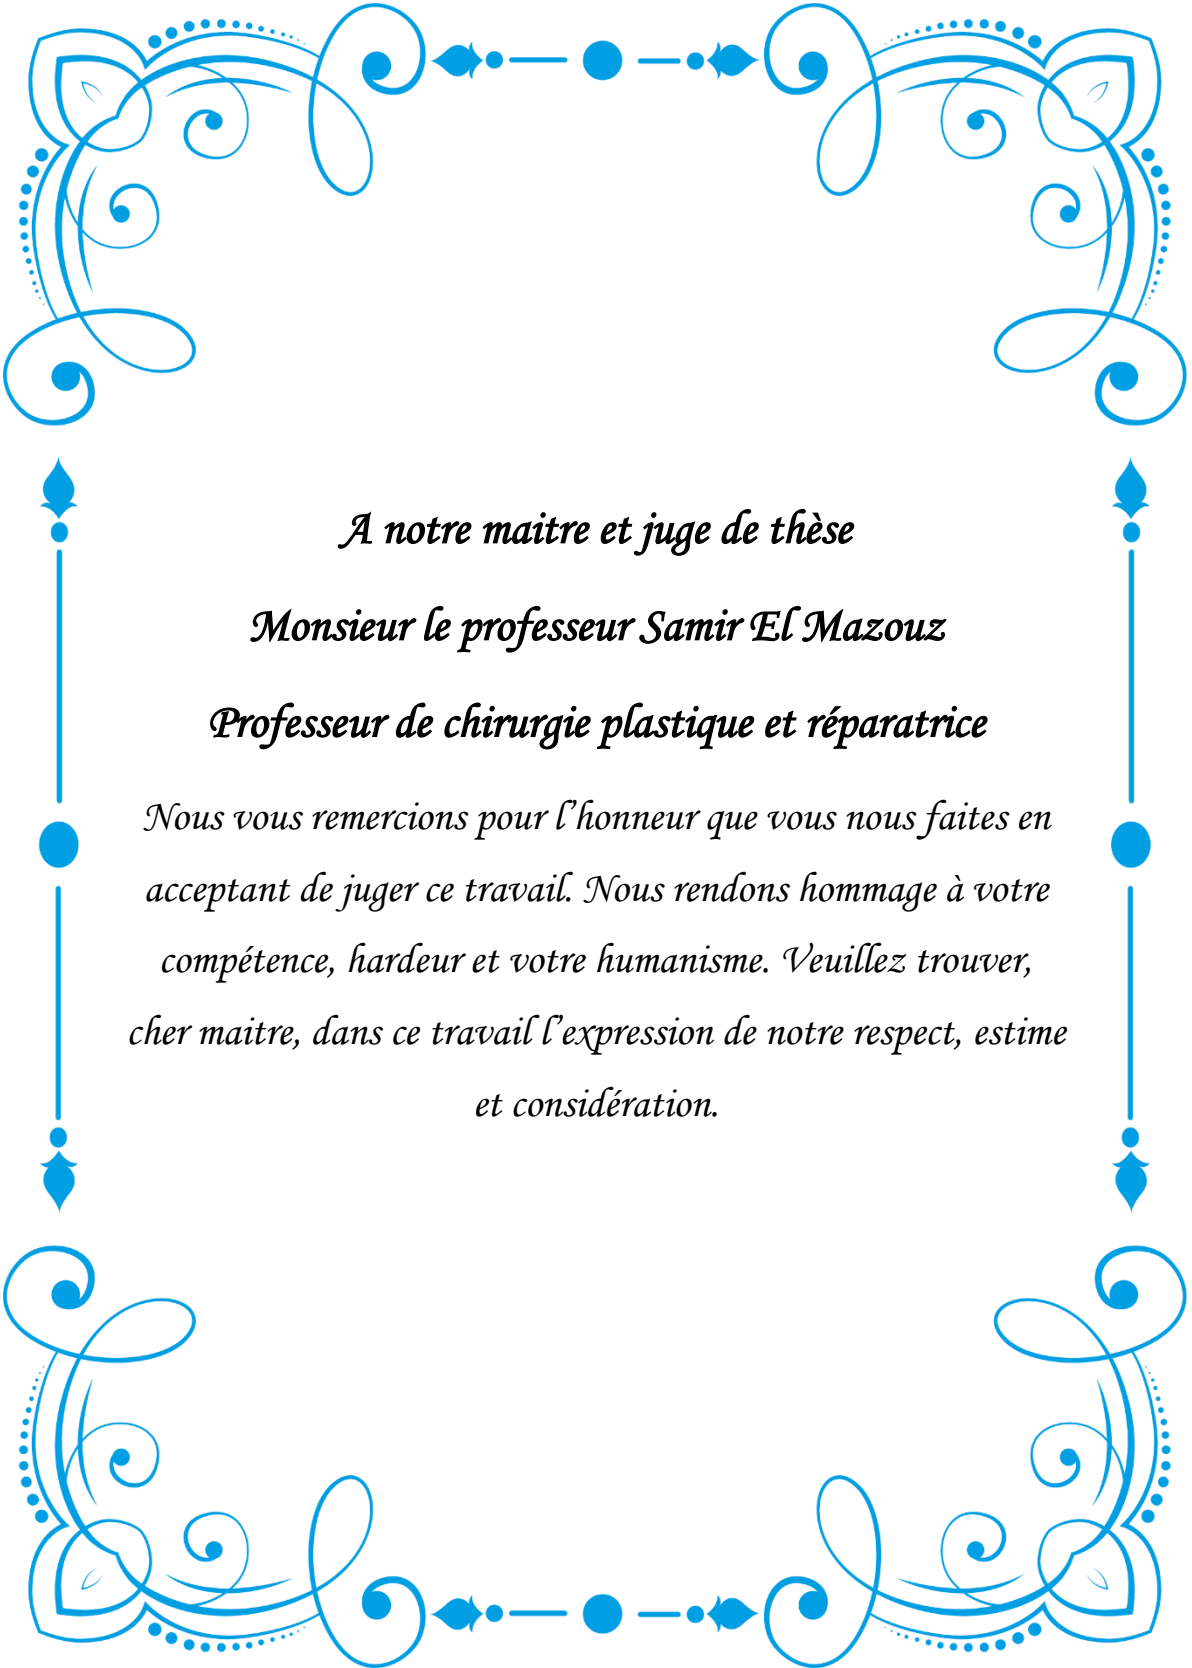 A notre maitre et juge de thèse
Monsieur le professeur Samir El Mazouz
Professeur de chirurgie plastique et réparatrice
Nous vous remercions pour l’honneur que vous nous faites en
acceptant de juger ce travail. Nous rendons hommage à votre
compétence, hardeur et votre humanisme. Veuillez trouver,
cher maitre, dans ce travail l’expression de notre respect, estime
et considération.